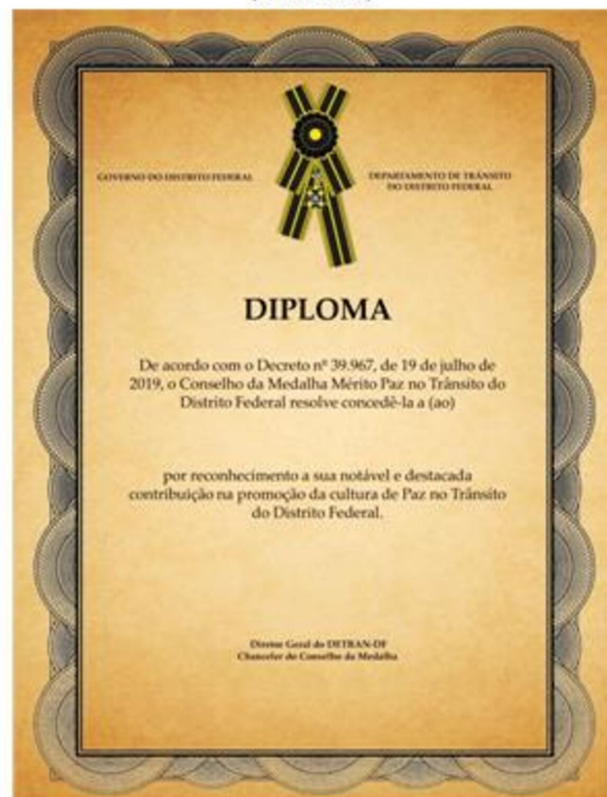 GOVERNO DO DISTRITO FEDERAL
DEPARTAMENTO DE TRÂNSITO
DO DISTRITO FEDERAL
DIPLOMA
De acordo com o Decreto nº 39.967, de 19 de julho de
2019, o Conselho da Medalha Mérito Paz no Trânsito do
Distrito Federal resolve concedê-la a (ao)
por reconhecimento a sua notável e destacada
contribuição na promoção da cultura de Paz no Trânsito
do Distrito Federal.
Diretor Geral do DETRAN-DF
Chanceler do Conselho da Medalha